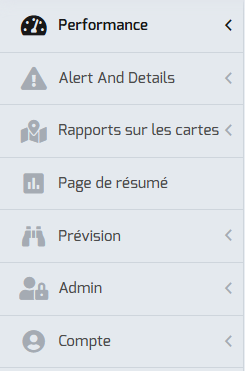 Performance
Alert And Details
Rapports sur les cartes
Page de résumé
Prévision
Admin
Compte